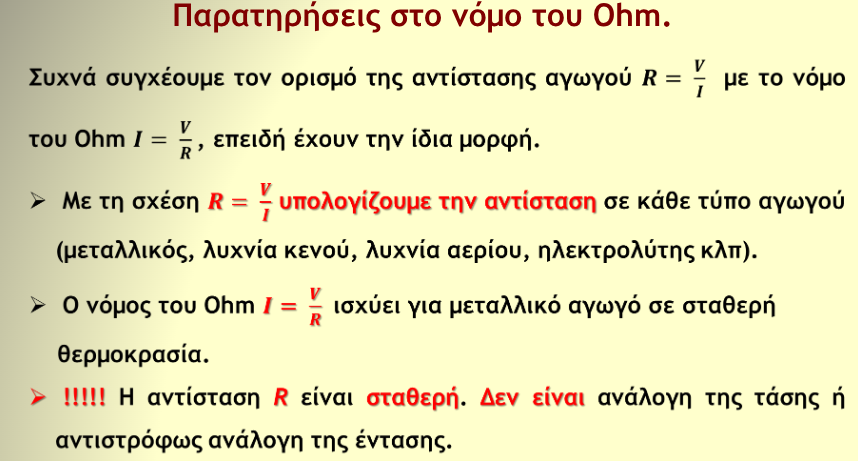 Παρατηρήσεις στο νόμο του Ohm.
Συχνά συγχέουμε τον ορισμό της αντίστασης αγωγού R = V/I με το νόμο
του Ohm I = V/R, επειδή έχουν την ίδια μορφή.
➢ Με τη σχέση R = V/I υπολογίζουμε την αντίσταση σε κάθε τύπο αγωγού
(μεταλλικός, λυχνία κενού, λυχνία αερίου, ηλεκτρολύτης κλπ).
➢ Ο νόμος του Ohm I = V/R ισχύει για μεταλλικό αγωγό σε σταθερή
θερμοκρασία.
➢ !!!!! Η αντίσταση R είναι σταθερή. Δεν είναι ανάλογη της τάσης ή
αντιστρόφως ανάλογη της έντασης.